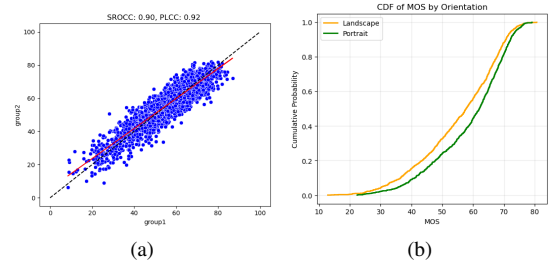 SROCC: 0.90, PLCC: 0.92
100
80
60
40
20
0
group2
0 20 40 60 80 100
group1
(a)
CDF of MOS by Orientation
Landscape
Portrait
1.0
0.8
0.6
0.4
0.2
0.0
Cumulative Probability
10 20 30 40 50 60 70 80
MOS
(b)